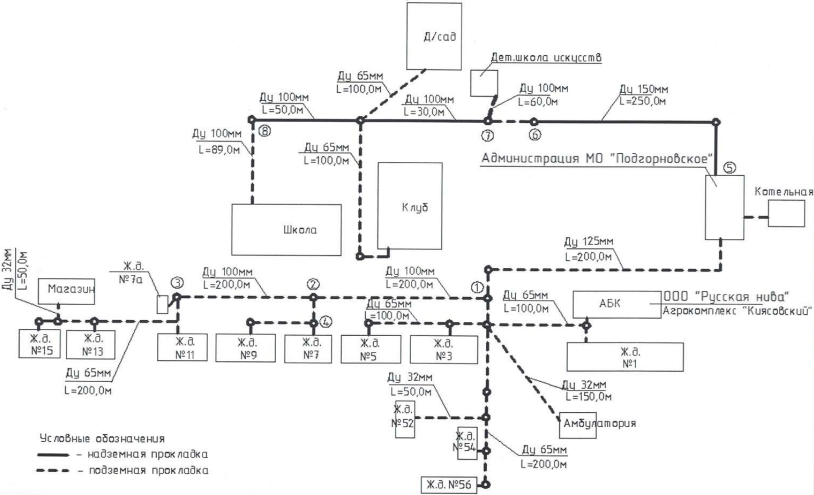 Д/сад
Дет.школа искусств
Ду 65мм
L=100,0м
Ду 100мм
L=50,0м
Ду 100мм
L=30,0м
Ду 100мм
L=60,0м
Ду 150мм
L=250,0м
8
7
6
Ду 100мм
L=89,0м
Ду 65мм
L=100,0м
Администрация МО "Подгорновское"
5
Котельная
Школа
Клуб
Ду 125мм
L=200,0м
Ду 32мм
L=50,0м
Магазин
Ж.д.
№7а
3
Ду 100мм
L=200,0м
2
Ду 100мм
L=200,0м
1
Ду 65мм
L=100,0м
Ду 65мм
L=100,0м
АБК
ООО "Русская нива"
Агрокомплекс "Киясовский"
4
Ж.д.
№15
Ж.д.
№13
Ж.д.
№11
Ж.д.
№9
Ж.д.
№7
Ж.д.
№5
Ж.д.
№3
Ж.д.
№1
Ду 65мм
L=200,0м
Ду 32мм
L=50,0м
Ду 32мм
L=150,0м
Ж.д.
№52
Амбулатория
Ж.д.
№54
Ду 65мм
L=200,0м
Ж.д. №56
Условные обозначения
- надземная прокладка
- подземная прокладка